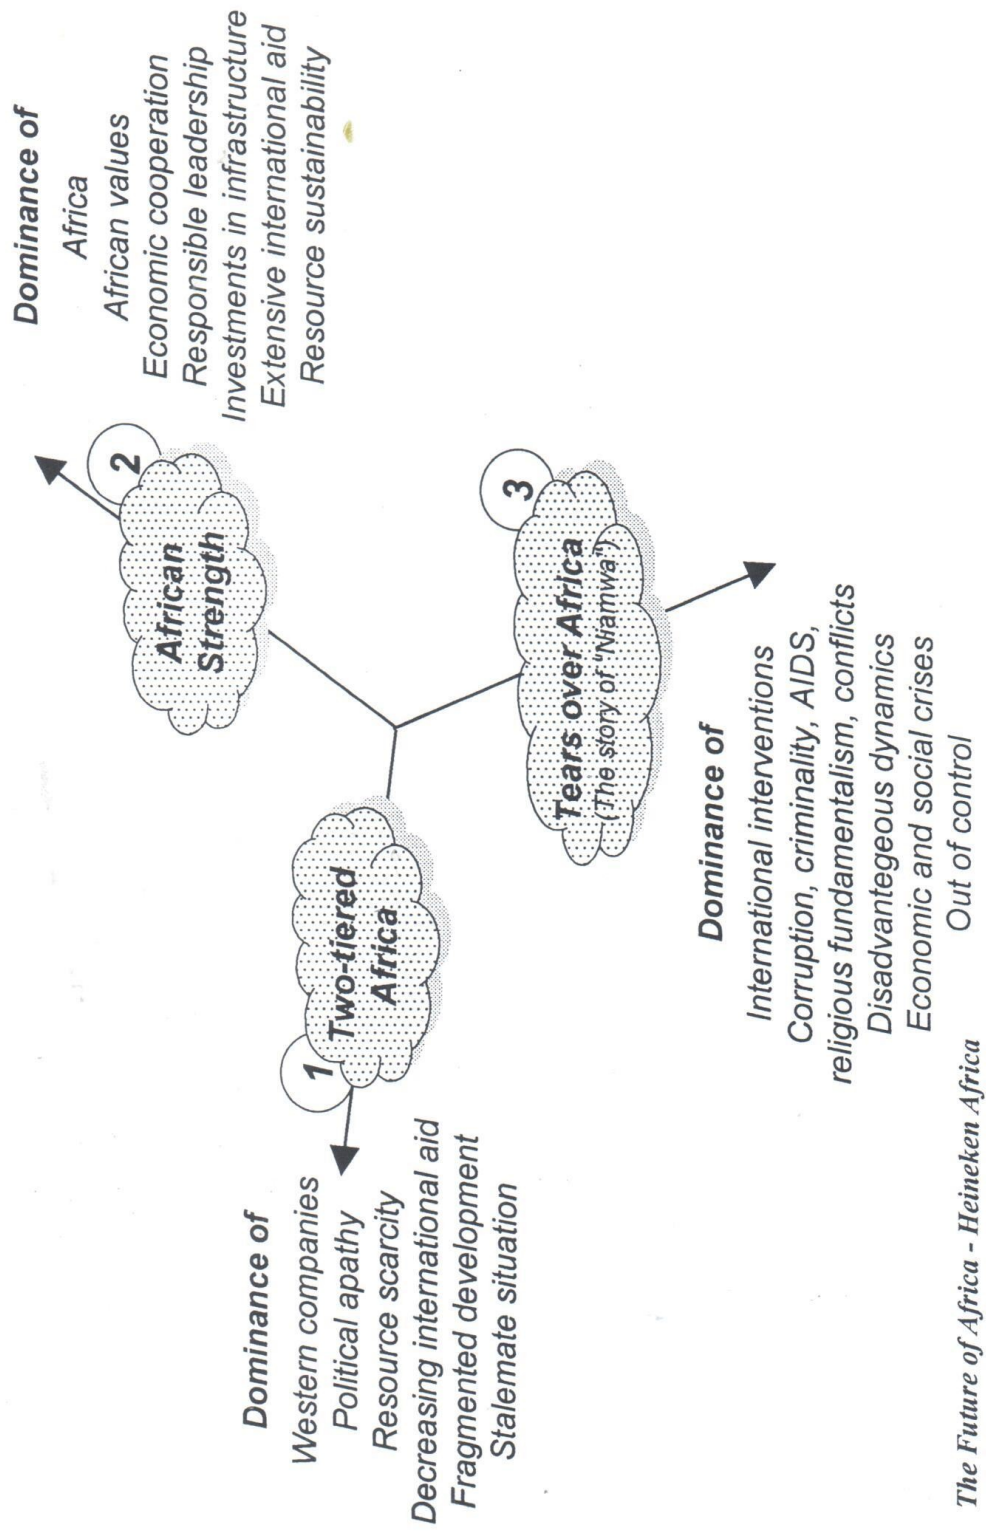 Dominance of
Western companies
Political apathy
Resource scarcity
Decreasing international aid
Fragmented development
Stalemate situation
1
Two-tiered
Africa
2
African
Strength
Dominance of
Africa
African values
Economic cooperation
Responsible leadership
Investments in infrastructure
Extensive international aid
Resource sustainability
3
Tears over Africa
(The story of "Niamwa")
Dominance of
International interventions
Corruption, criminality, AIDS,
religious fundamentalism, conflicts
Disadvantegeous dynamics
Economic and social crises
Out of control
The Future of Africa - Heineken Africa